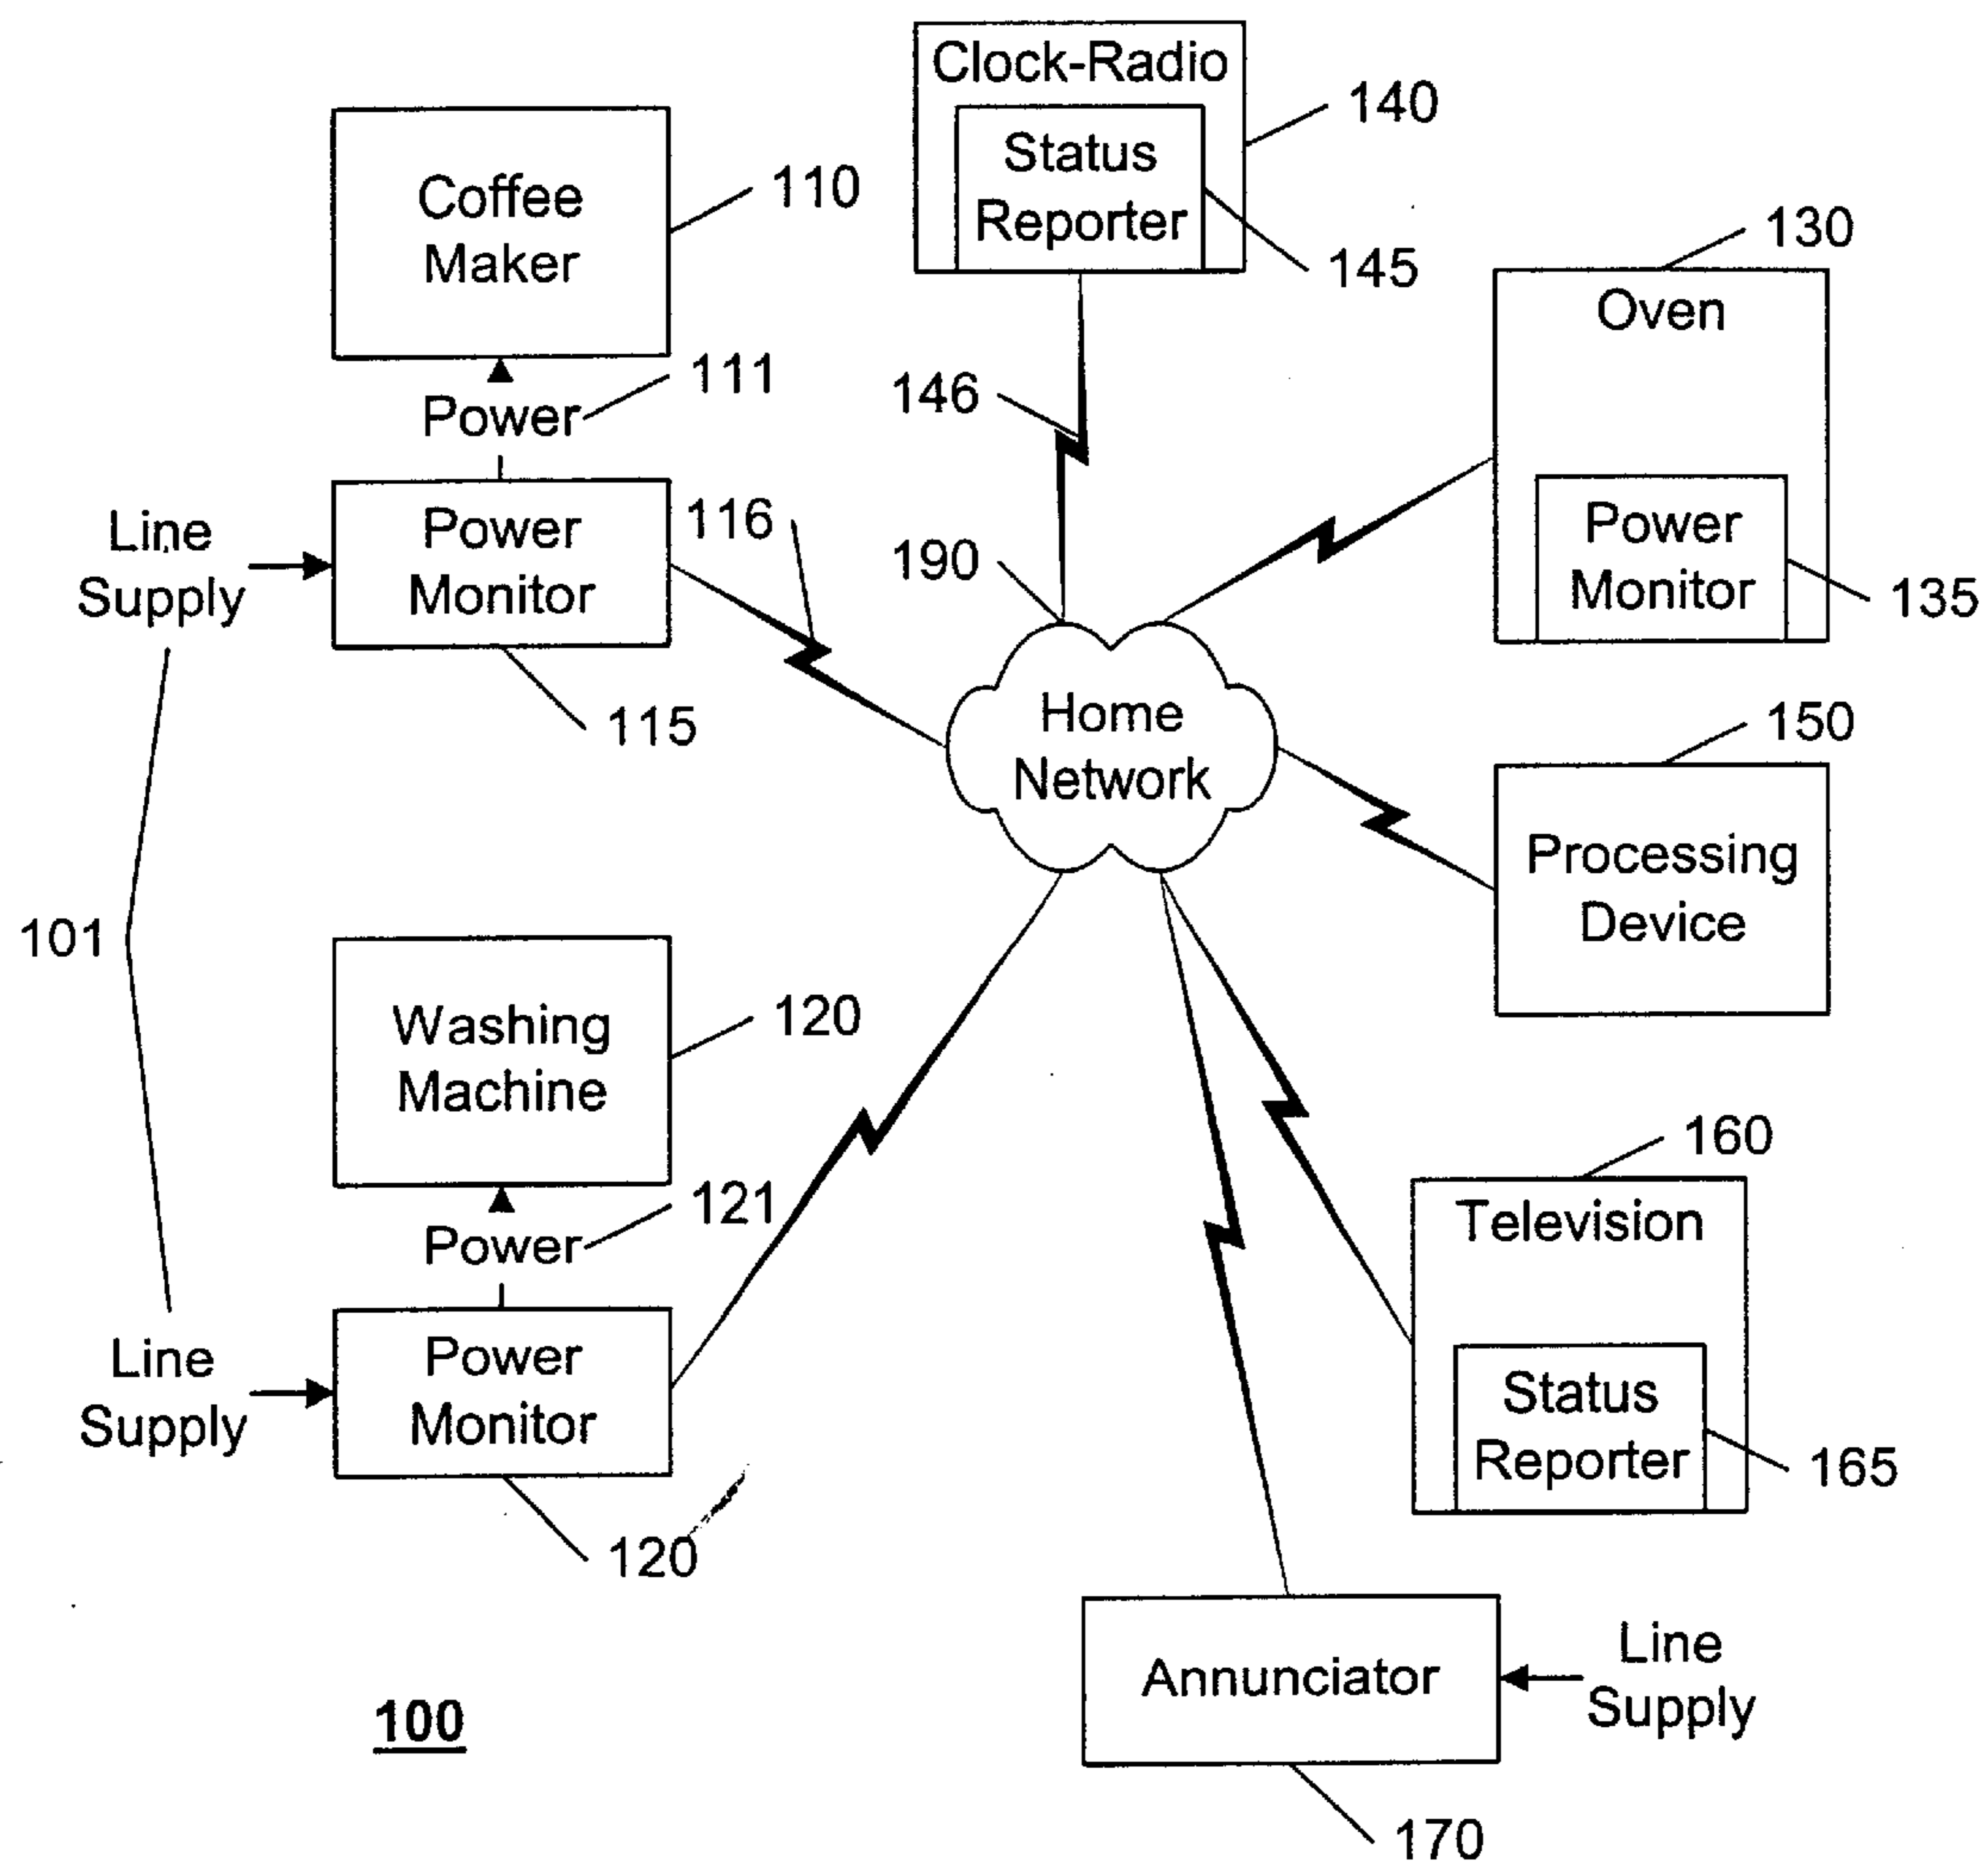 Clock-Radio
Status
Reporter
140
145
Coffee
Maker
110
Power
111
146
130
Oven
Power
Monitor
135
Line
Supply
Power
Monitor
116
115
190
Home
Network
150
Processing
Device
101
Washing
Machine
120
Power
121
Line
Supply
Power
Monitor
120
160
Television
Status
Reporter
165
Annunciator
Line
Supply
170
100